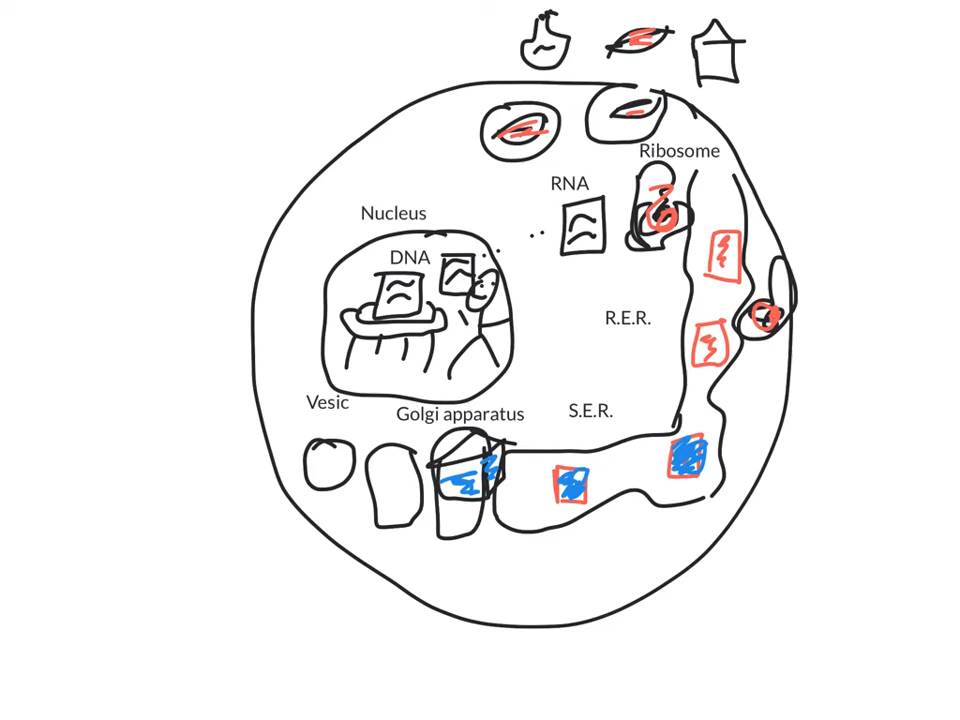 Ribosome
RNA
Nucleus
DNA
R.E.R.
Vesic
Golgi apparatus
S.E.R.